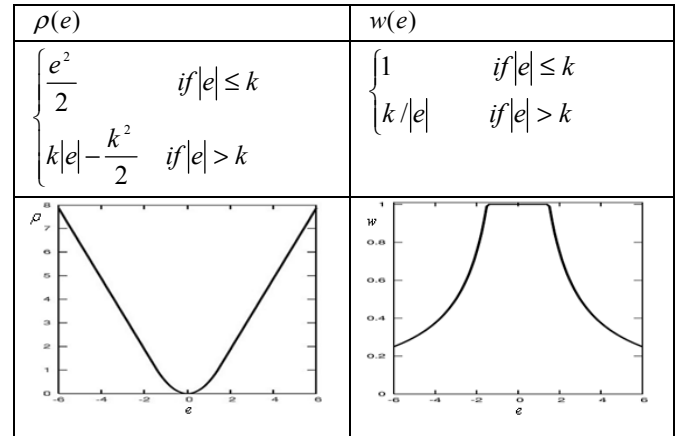 ρ(e) w(e)
e²/2 if|e| ≤ k
k|e| − k²/2 if|e| > k
1 if|e| ≤ k
k/|e| if|e| > k
ρ
8
7
6
5
4
3
2
1
0
-6 -4 -2 0 2 4 6
e
w
1
0.8
0.6
0.4
0.2
0
-6 -4 -2 0 2 4 6
e